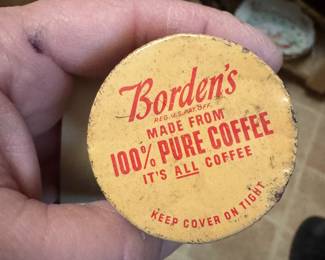 Borden's
REG. U.S. PAT. OFF.
MADE FROM
100% PURE COFFEE
IT'S ALL COFFEE
KEEP COVER ON TIGHT